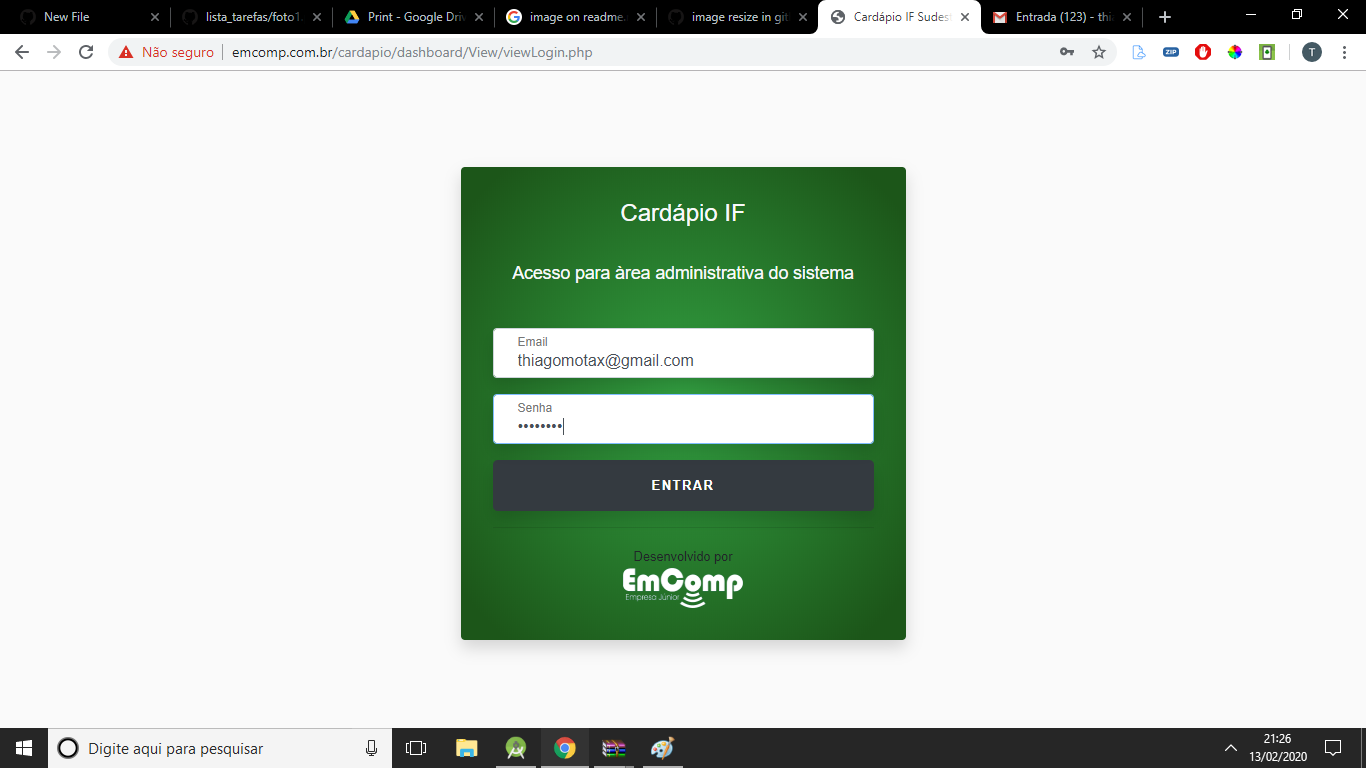 New File
lista_tarefas/foto1.
Print - Google Driv
image on readme.
image resize in git
Cardápio IF Sudes
Entrada (123) - thi
Não seguro
emcomp.com.br/cardapio/dashboard/View/viewLogin.php
ZIP
T
Cardápio IF
Acesso para àrea administrativa do sistema
Email
thiagomotax@gmail.com
Senha
••••••••
ENTRAR
Desenvolvido por
EmComp
Empresa Júnior
Digite aqui para pesquisar
21:26
13/02/2020